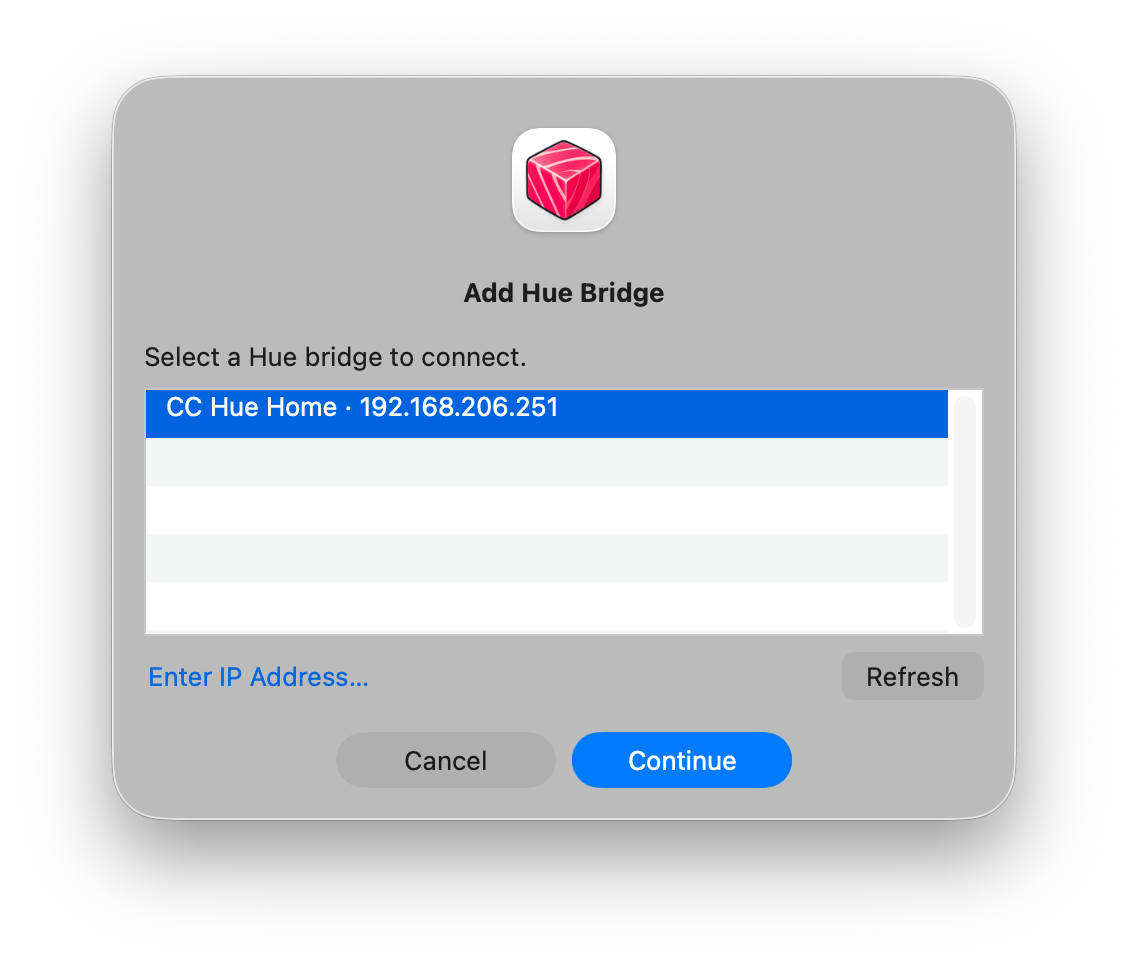 Add Hue Bridge
Select a Hue bridge to connect.
CC Hue Home · 192.168.206.251
Enter IP Address...
Refresh
Cancel
Continue